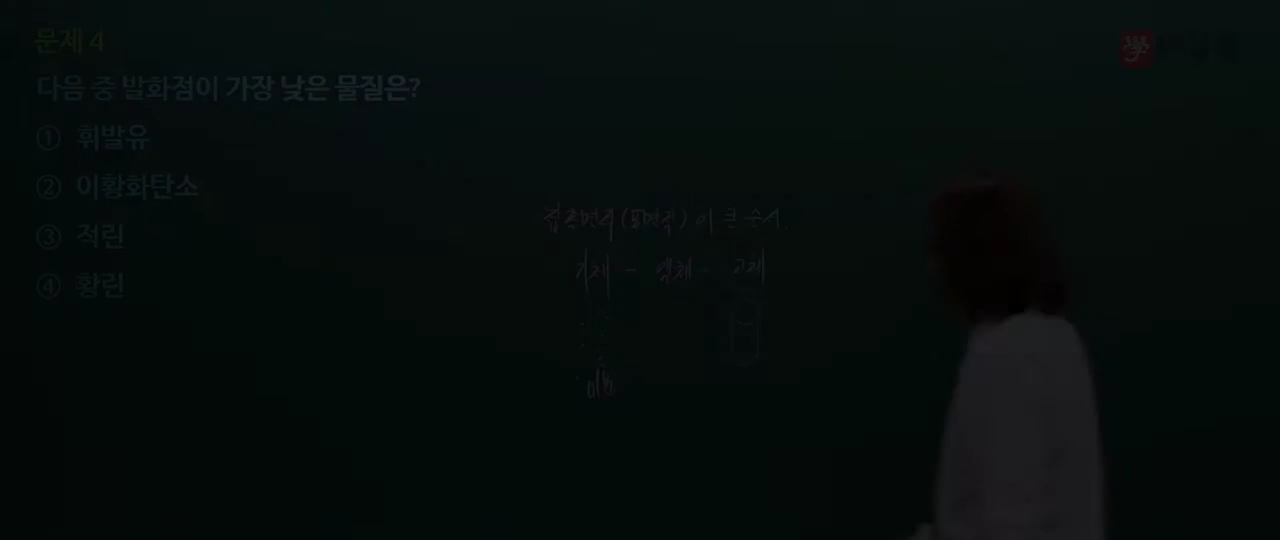 문제 4
다음 중 발화점이 가장 낮은 물질은?
① 휘발유
② 이황화탄소
③ 적린
④ 황린
學
접촉면적(표면적)이 큰 순서.
기체 - 액체 - 고체